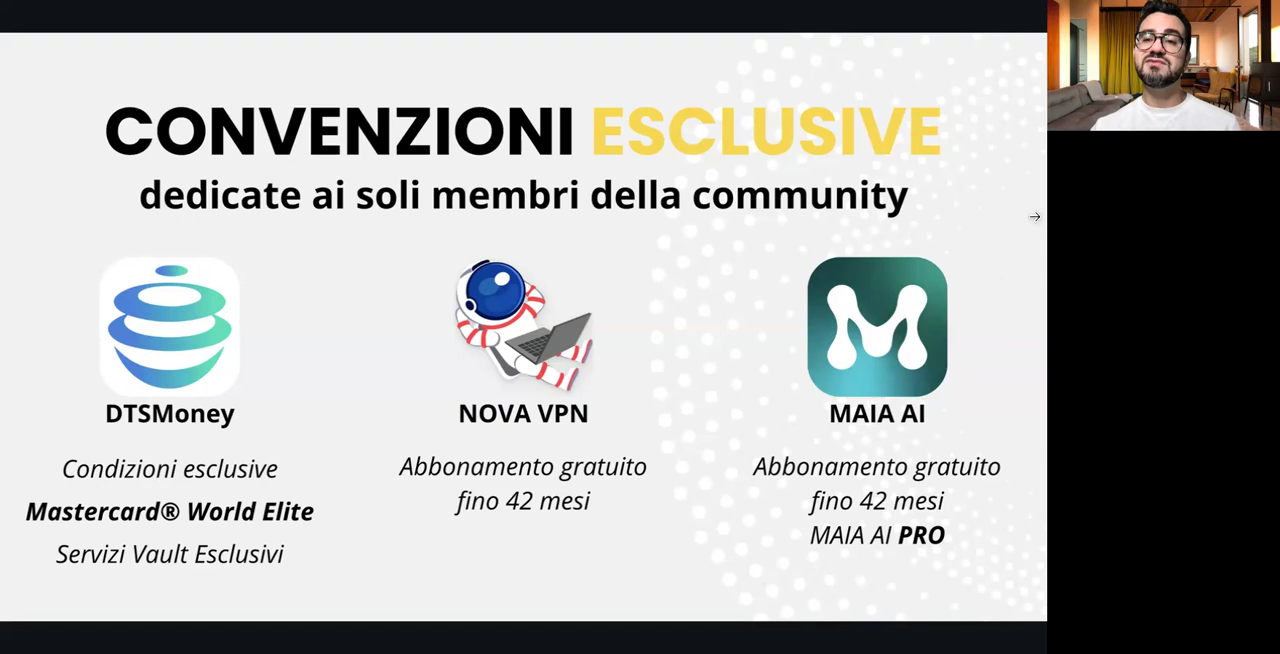 CONVENZIONI ESCLUSIVE
dedicate ai soli membri della community
DTSMoney
Condizioni esclusive
Mastercard® World Elite
Servizi Vault Esclusivi
NOVA VPN
Abbonamento gratuito
fino 42 mesi
MAIA AI
Abbonamento gratuito
fino 42 mesi
MAIA AI PRO